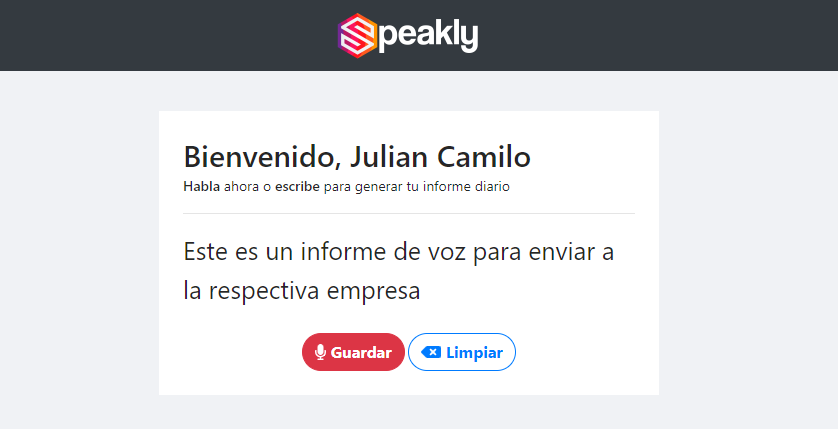 Speakly
Bienvenido, Julian Camilo
Habla ahora o escribe para generar tu informe diario
Este es un informe de voz para enviar a
la respectiva empresa
Guardar
Limpiar